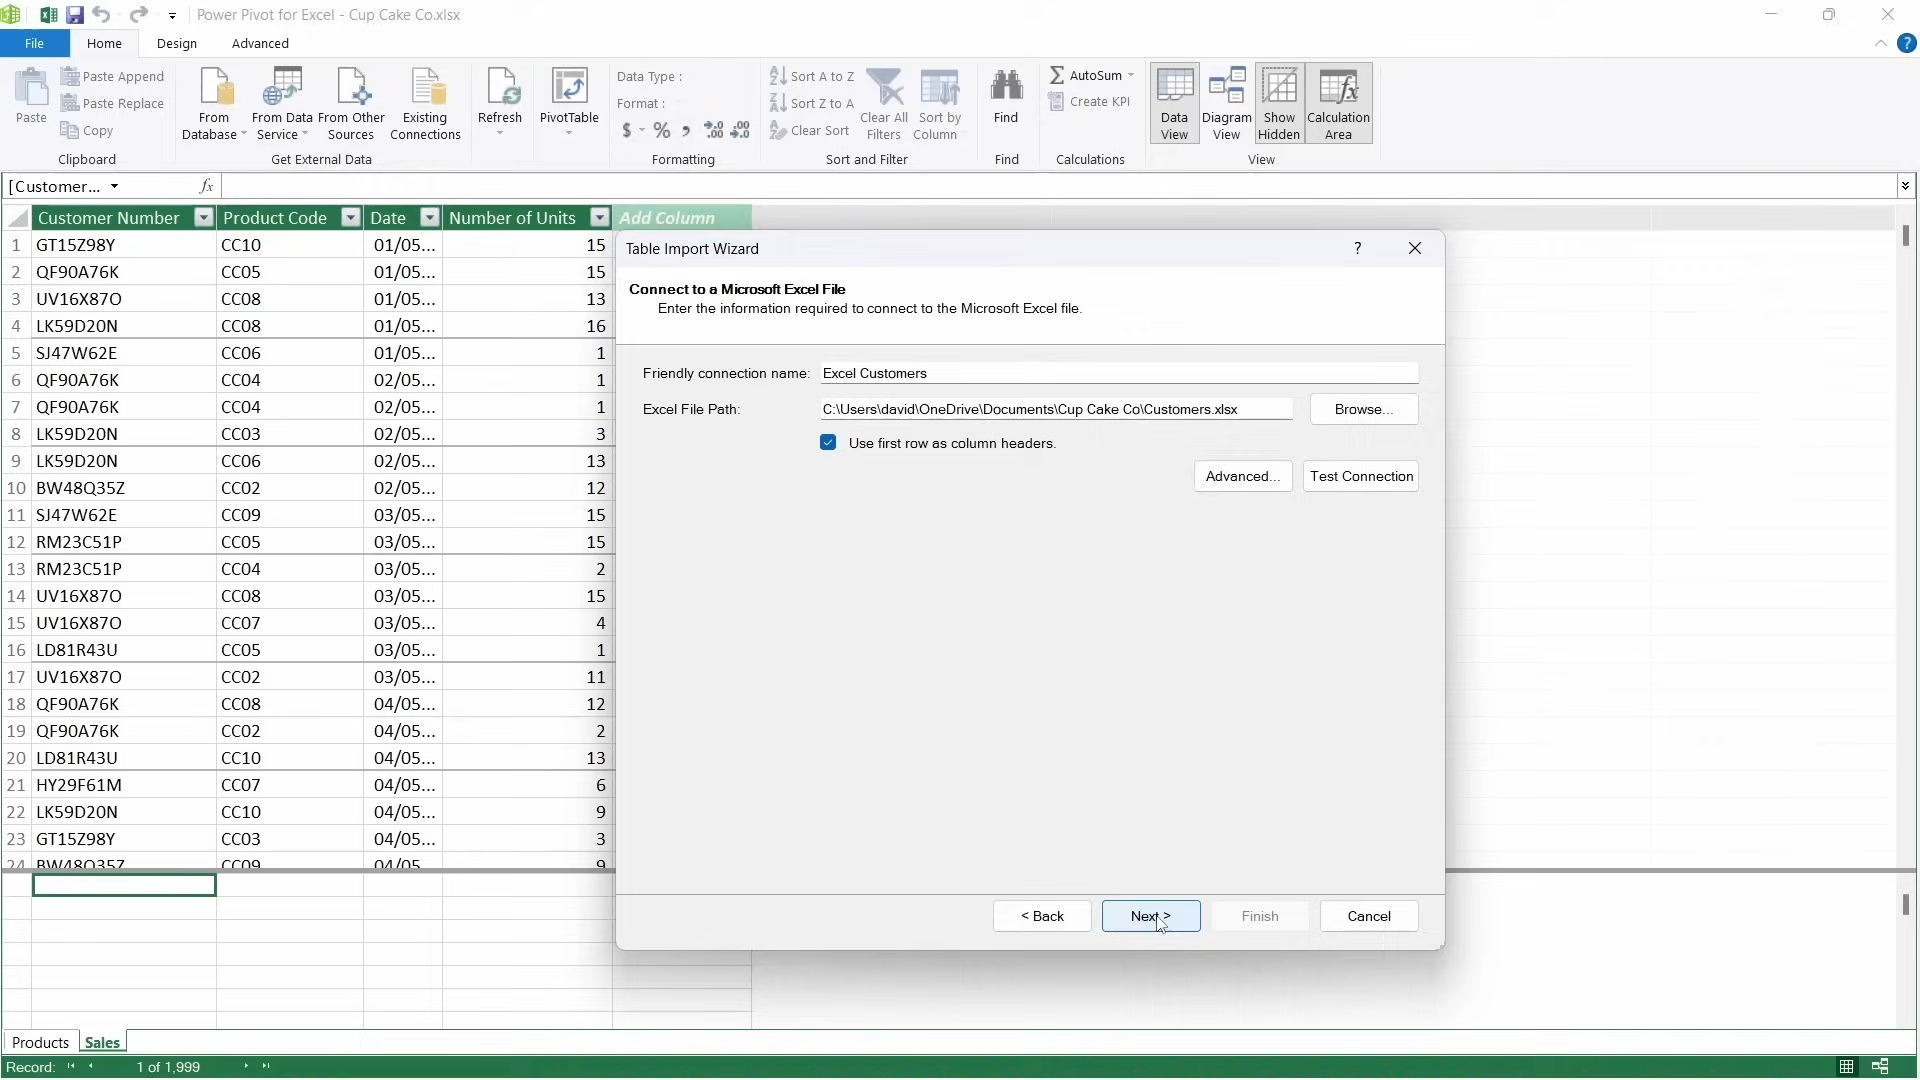 Power Pivot for Excel - Cup Cake Co.xlsx
File Home Design Advanced
Paste
Paste Append
Paste Replace
Copy
Clipboard
From Database
From Data Service
From Other Sources
Existing Connections
Get External Data
Refresh
PivotTable
Data Type :
Format :
$ % ,
Formatting
Sort A to Z
Sort Z to A
Clear Sort
Clear All Filters
Sort by Column
Sort and Filter
Find
Find
AutoSum
Create KPI
Calculations
Data View
Diagram View
Show Hidden
Calculation Area
View
[Customer... fx
Customer Number Product Code Date Number of Units Add Column
1 GT15Z98Y CC10 01/05... 15
2 QF90A76K CC05 01/05... 15
3 UV16X87O CC08 01/05... 13
4 LK59D20N CC08 01/05... 16
5 SJ47W62E CC06 01/05... 1
6 QF90A76K CC04 02/05... 1
7 QF90A76K CC04 02/05... 1
8 LK59D20N CC03 02/05... 3
9 LK59D20N CC06 02/05... 13
10 BW48Q35Z CC02 02/05... 12
11 SJ47W62E CC09 03/05... 15
12 RM23C51P CC05 03/05... 15
13 RM23C51P CC04 03/05... 2
14 UV16X87O CC08 03/05... 15
15 UV16X87O CC07 03/05... 4
16 LD81R43U CC05 03/05... 1
17 UV16X87O CC02 03/05... 11
18 QF90A76K CC08 04/05... 12
19 QF90A76K CC02 04/05... 2
20 LD81R43U CC10 04/05... 13
21 HY29F61M CC07 04/05... 6
22 LK59D20N CC10 04/05... 9
23 GT15Z98Y CC03 04/05... 3
24 BW48Q35Z CC09 04/05... 9
Table Import Wizard ?
Connect to a Microsoft Excel File
Enter the information required to connect to the Microsoft Excel file.
Friendly connection name: Excel Customers
Excel File Path: C:\Users\david\OneDrive\Documents\Cup Cake Co\Customers.xlsx Browse...
Use first row as column headers.
Advanced... Test Connection
< Back Next > Finish Cancel
Products Sales
Record: 1 of 1,999